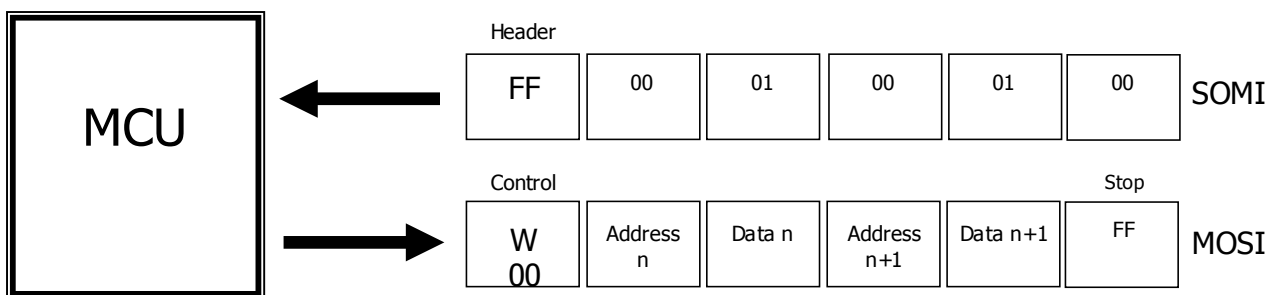 MCU
Header
FF 00 01 00 01 00 SOMI
Control Stop
W Address Data n Address Data n+1 FF MOSI
00 n n+1